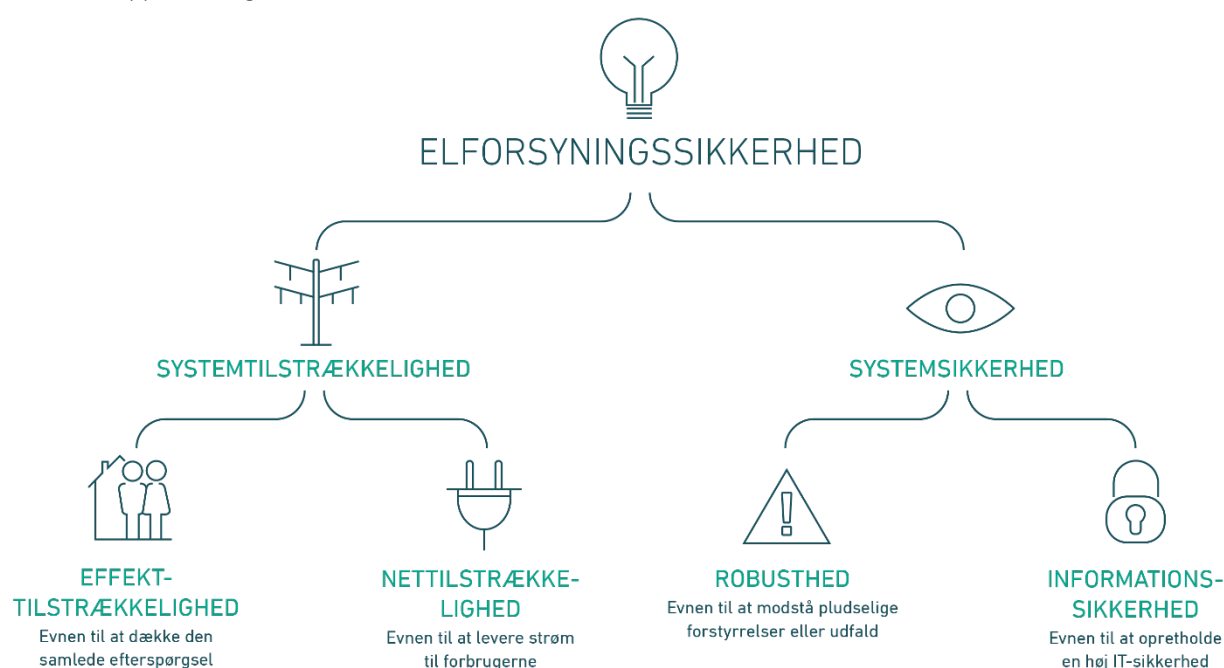 ELFORSYNINGSSIKKERHED
SYSTEMTILSTRÆKKELIGHED
SYSTEMSIKKERHED
EFFEKT-
TILSTRÆKKELIGHED
Evnen til at dække den
samlede efterspørgsel
NETTILSTRÆKKE-
LIGHED
Evnen til at levere strøm
til forbrugerne
ROBUSTHED
Evnen til at modstå pludselige
forstyrrelser eller udfald
INFORMATIONS-
SIKKERHED
Evnen til at opretholde
en høj IT-sikkerhed